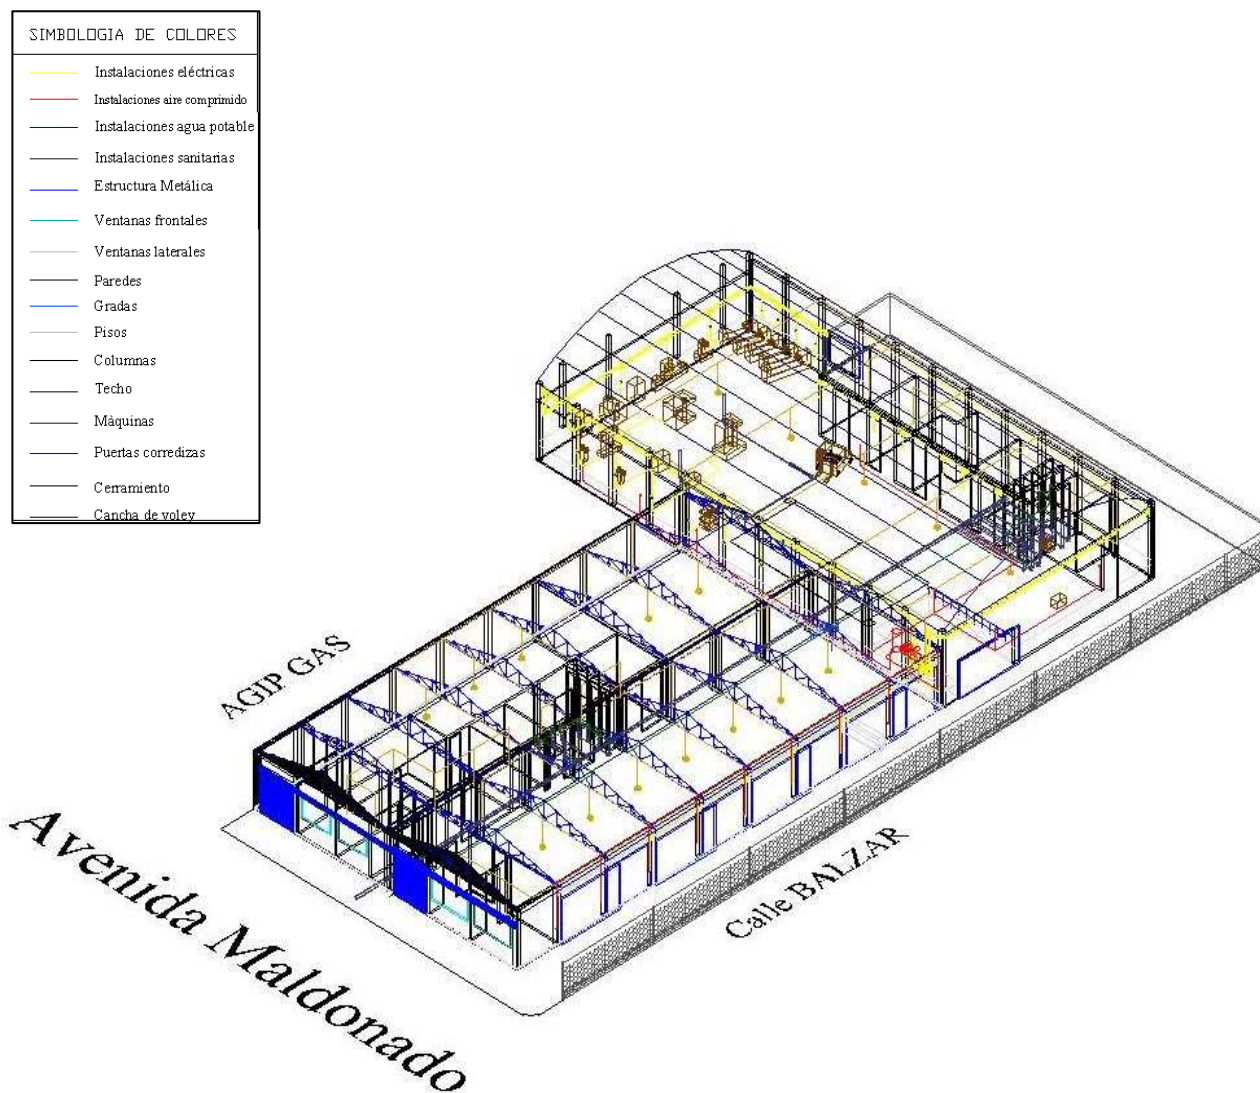 SIMBOLOGIA DE COLORES
Instalaciones eléctricas
Instalaciones aire comprimido
Instalaciones agua potable
Instalaciones sanitarias
Estructura Metálica
Ventanas frontales
Ventanas laterales
Paredes
Gradas
Pisos
Columnas
Techo
Màquinas
Puertas corredizas
Cerramiento
Cancha de voley
AGIP GAS
Calle BALZAR
Avenida Maldonado